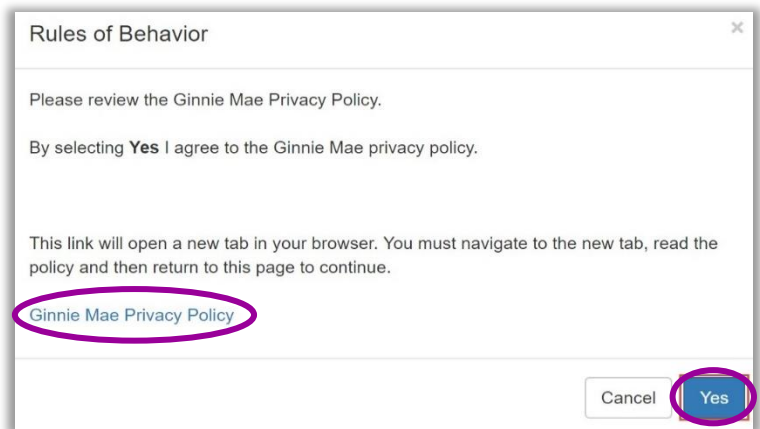 Rules of Behavior ×
Please review the Ginnie Mae Privacy Policy.
By selecting Yes I agree to the Ginnie Mae privacy policy.
This link will open a new tab in your browser. You must navigate to the new tab, read the
policy and then return to this page to continue.
Ginnie Mae Privacy Policy
Cancel Yes